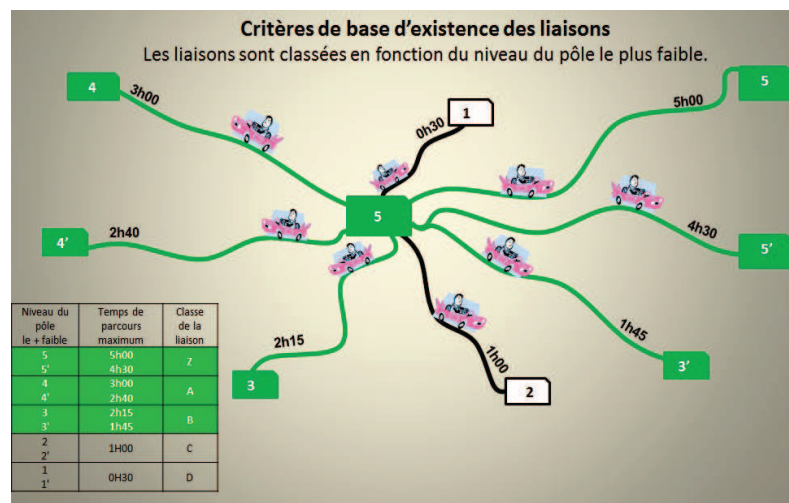 Critères de base d'existence des liaisons
Les liaisons sont classées en fonction du niveau du pôle le plus faible.
4
3h00
0h30
1
5h00
5
5
4'
2h40
4h30
5'
2h15
3
1h00
2
1h45
3'
Niveau du pôle le + faible
Temps de parcours maximum
Classe de la liaison
5
5'
5h00
4h30
Z
4
4'
3h00
2h40
A
3
3'
2h15
1h45
B
2
2'
1H00
C
1
1'
0H30
D